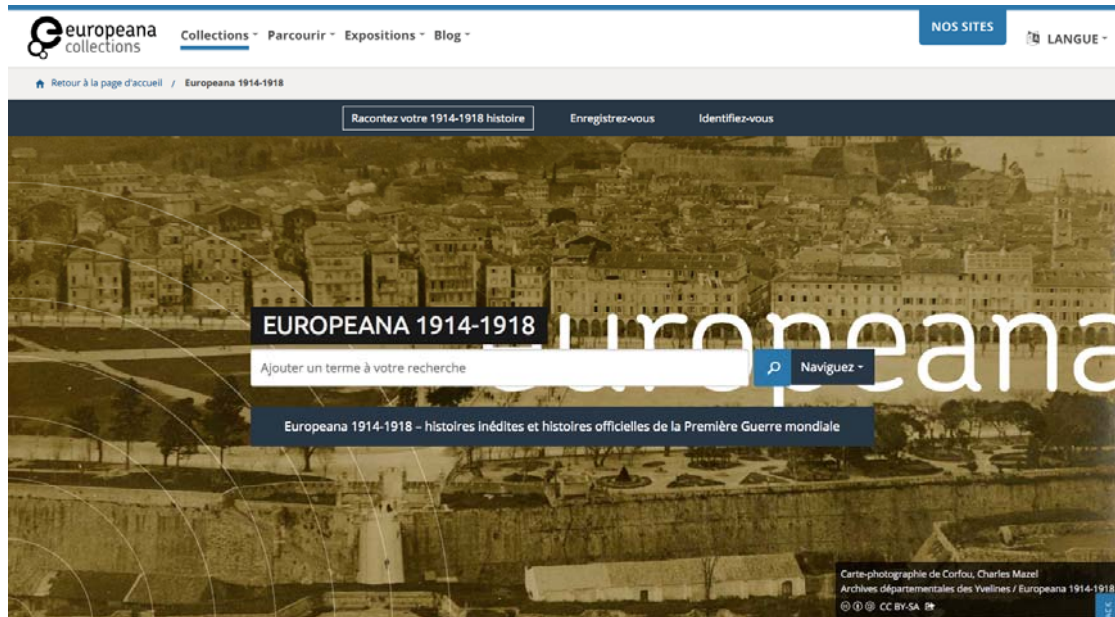 europeana
collections
Collections Parcourir Expositions Blog
NOS SITES
LANGUE
Retour à la page d'accueil / Europeana 1914-1918
Racontez votre 1914-1918 histoire Enregistrez-vous Identifiez-vous
europeana
EUROPEANA 1914-1918
Ajouter un terme à votre recherche
Naviguez
Europeana 1914-1918 – histoires inédites et histoires officielles de la Première Guerre mondiale
Carte-photographie de Corfou, Charles Mazel
Archives départementales des Yvelines / Europeana 1914-1918
CC BY-SA